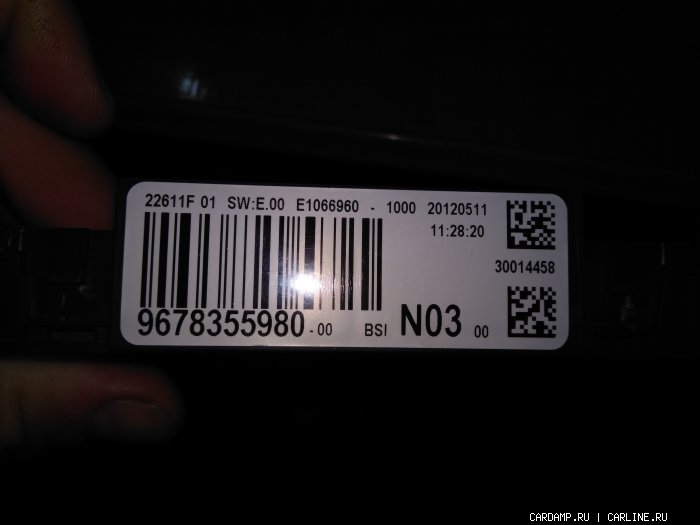 22611F 01 SW:E.00 E1066960 - 1000 20120511
11:28:20
30014458
9678355980-00 BSI N03 00
CARDAMP.RU | CARLINE.RU